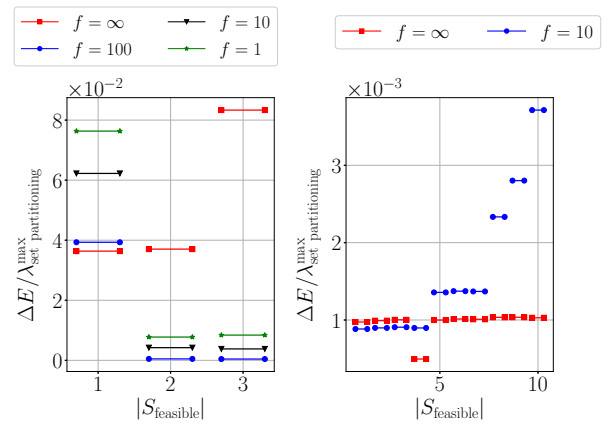 f = ∞
f = 10
f = 100
f = 1
×10⁻²
8
6
4
2
0
1
2
3
ΔE/λ^max_set partitioning
|S_feasible|
f = ∞
f = 10
×10⁻³
3
2
1
5
10
ΔE/λ^max_set partitioning
|S_feasible|